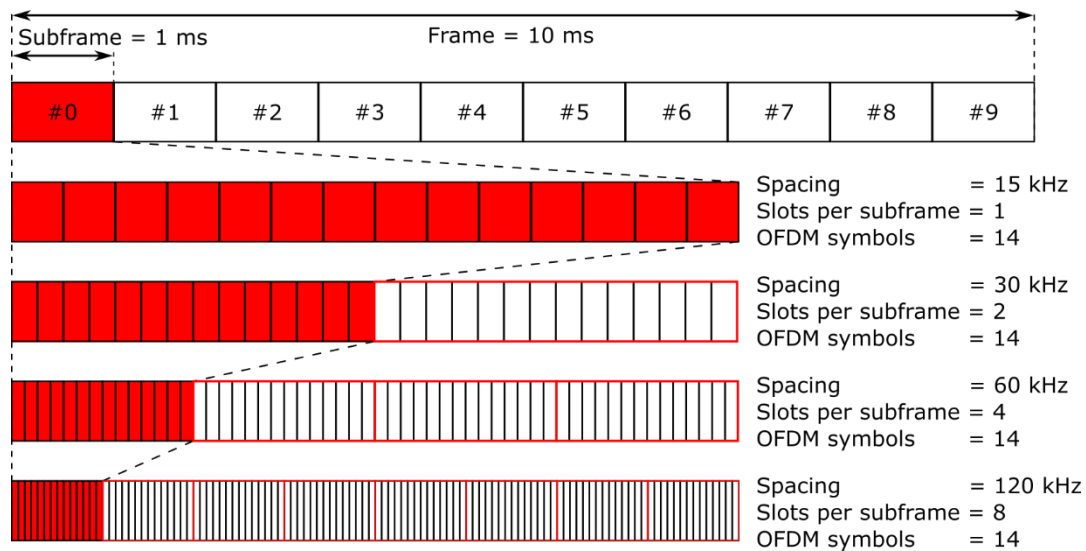 Subframe = 1 ms
Frame = 10 ms
#0 #1 #2 #3 #4 #5 #6 #7 #8 #9
Spacing = 15 kHz
Slots per subframe = 1
OFDM symbols = 14
Spacing = 30 kHz
Slots per subframe = 2
OFDM symbols = 14
Spacing = 60 kHz
Slots per subframe = 4
OFDM symbols = 14
Spacing = 120 kHz
Slots per subframe = 8
OFDM symbols = 14